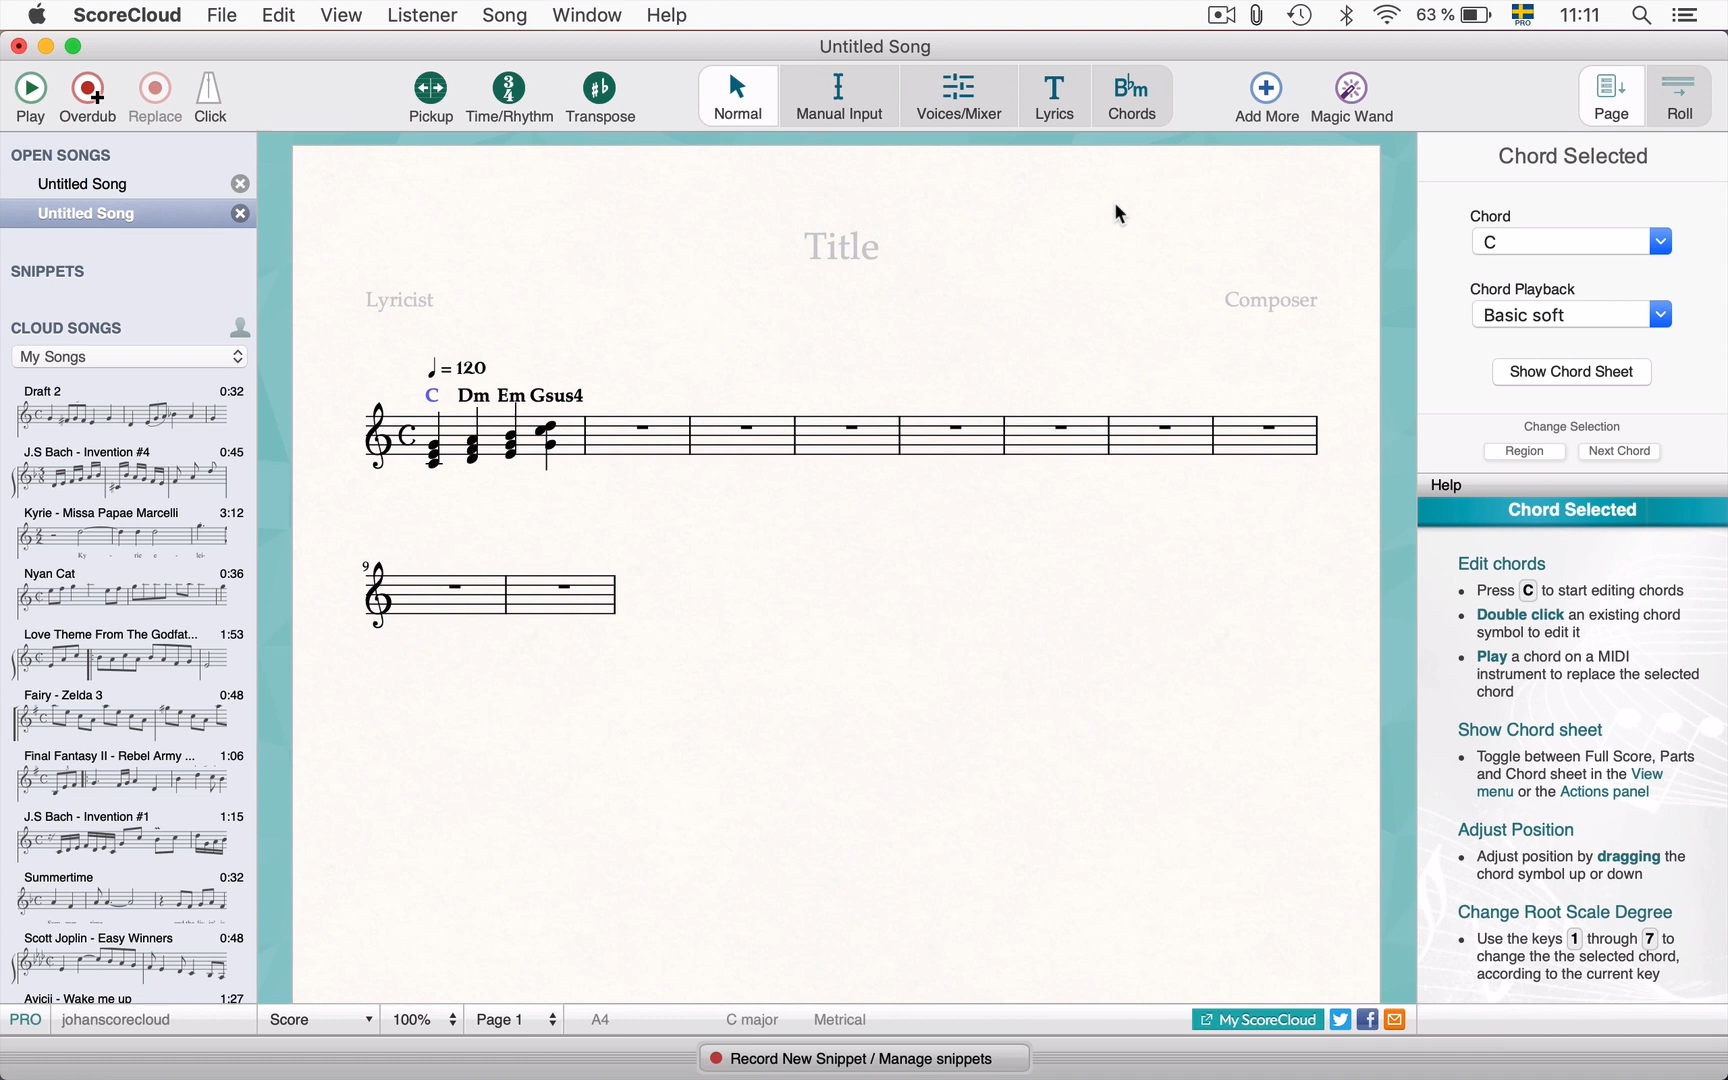 ScoreCloud File Edit View Listener Song Window Help 63 % PRO 11:11
Untitled Song
Play Overdub Replace Click Pickup Time/Rhythm Transpose Normal Manual Input Voices/Mixer Lyrics Chords Add More Magic Wand Page Roll
OPEN SONGS
Untitled Song
Untitled Song
SNIPPETS
CLOUD SONGS
My Songs
Draft 2 0:32
J.S Bach - Invention #4 0:45
Kyrie - Missa Papae Marcelli 3:12
Ky - rie e - lei-
Nyan Cat 0:36
Love Theme From The Godfat... 1:53
Fairy - Zelda 3 0:48
Final Fantasy II - Rebel Army ... 1:06
J.S Bach - Invention #1 1:15
Summertime 0:32
Scott Joplin - Easy Winners 0:48
Avicii - Wake me up 1:27
Title
Lyricist Composer
= 120
C Dm Em Gsus4
9
Chord Selected
Chord
C
Chord Playback
Basic soft
Show Chord Sheet
Change Selection
Region Next Chord
Help
Chord Selected
Edit chords
• Press C to start editing chords
• Double click an existing chord
symbol to edit it
• Play a chord on a MIDI
instrument to replace the selected
chord
Show Chord sheet
• Toggle between Full Score, Parts
and Chord sheet in the View
menu or the Actions panel
Adjust Position
• Adjust position by dragging the
chord symbol up or down
Change Root Scale Degree
• Use the keys 1 through 7 to
change the the selected chord,
according to the current key
PRO johanscorecloud Score 100% Page 1 A4 C major Metrical My ScoreCloud
Record New Snippet / Manage snippets